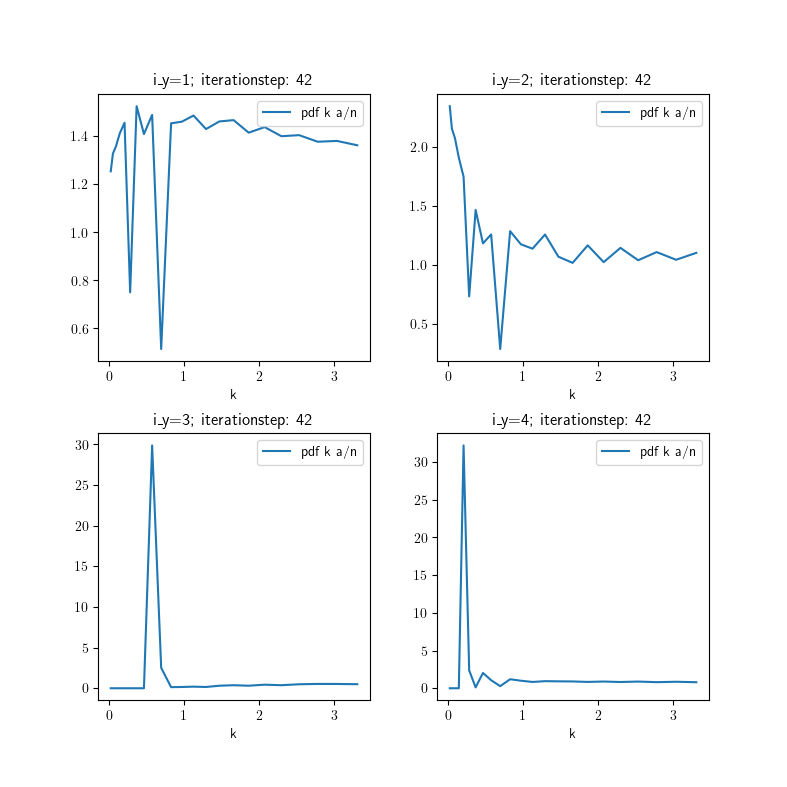 i_y=1; iterationstep: 42
pdf k a/n
1.4
1.2
1.0
0.8
0.6
0 1 2 3
k
i_y=2; iterationstep: 42
pdf k a/n
2.0
1.5
1.0
0.5
0 1 2 3
k
i_y=3; iterationstep: 42
pdf k a/n
30
25
20
15
10
5
0
0 1 2 3
k
i_y=4; iterationstep: 42
pdf k a/n
30
25
20
15
10
5
0
0 1 2 3
k